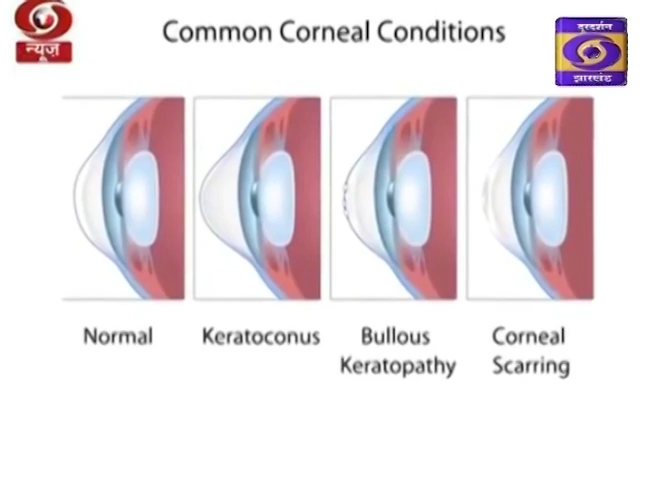 न्यूज़
Common Corneal Conditions
दूरदर्शन
झारखंड
Normal
Keratoconus
Bullous
Keratopathy
Corneal
Scarring